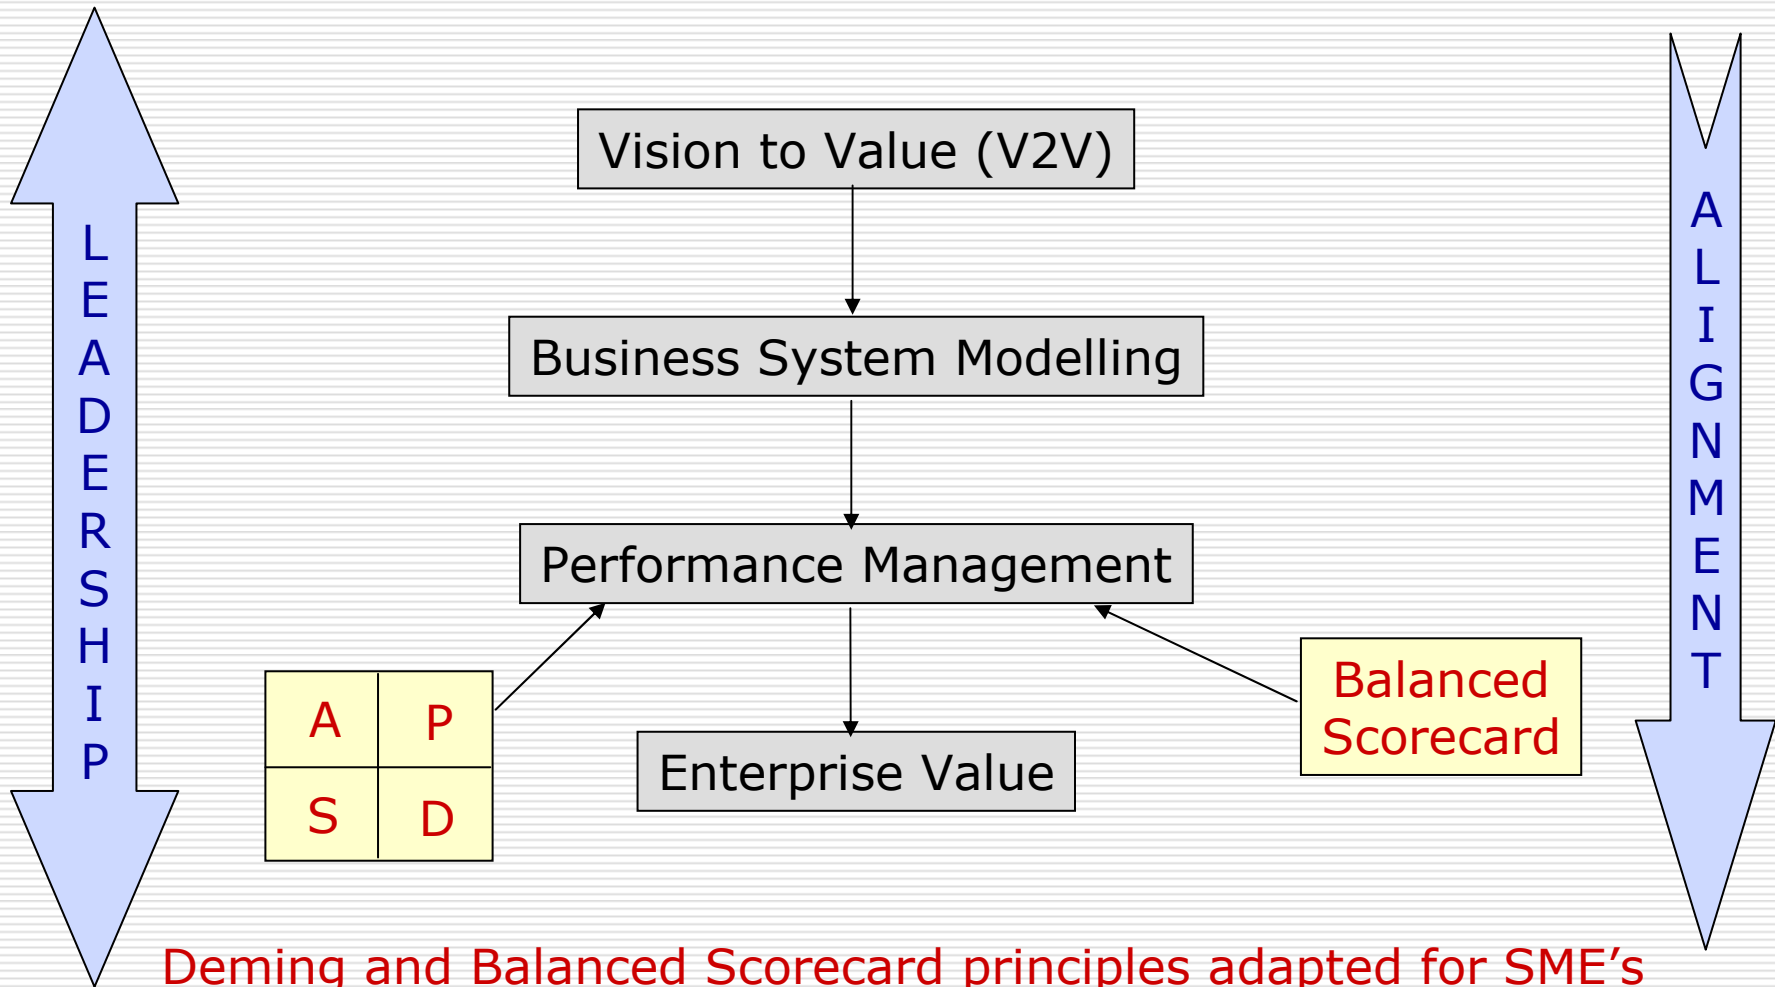 LEADERSHIP
Vision to Value (V2V)
Business System Modelling
Performance Management
A P
S D
Enterprise Value
Balanced
Scorecard
ALIGNMENT
Deming and Balanced Scorecard principles adapted for SME’s